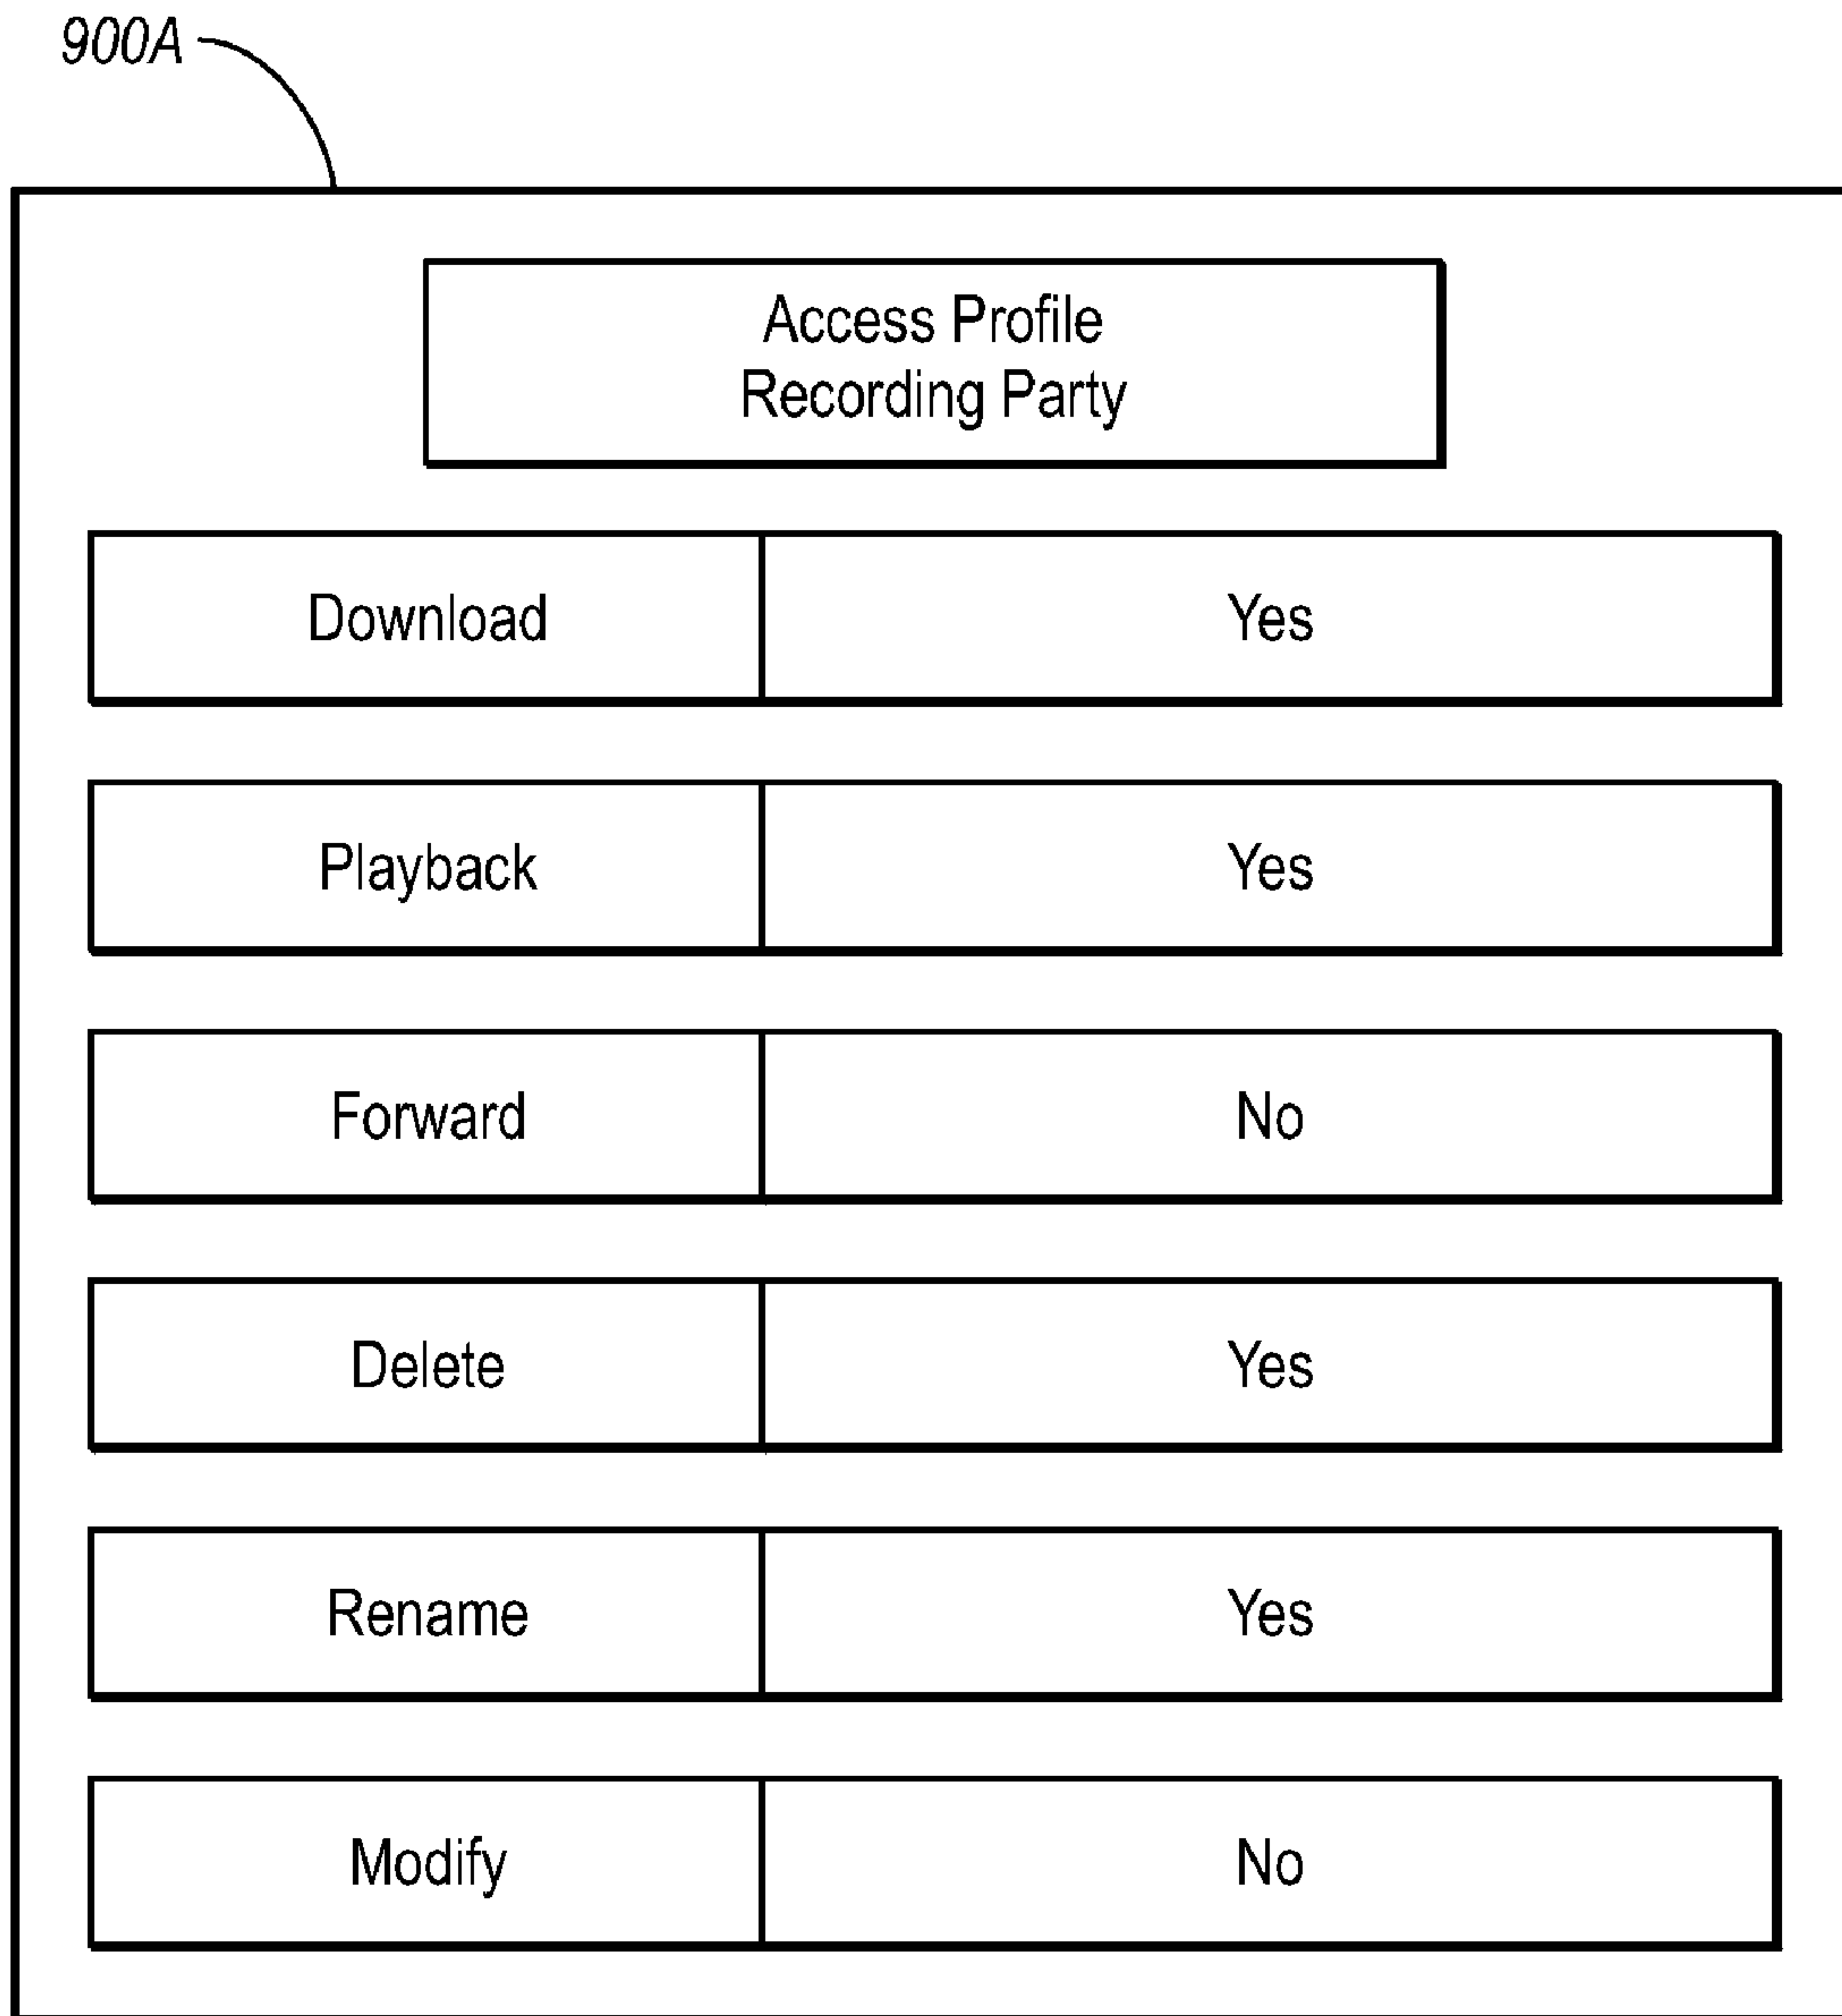 900A
Access Profile
Recording Party
Download Yes
Playback Yes
Forward No
Delete Yes
Rename Yes
Modify No